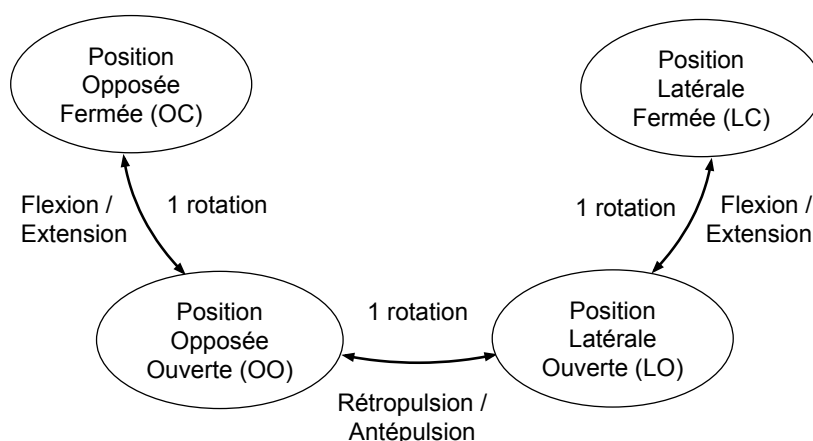 Position
Opposée
Fermée (OC)
Position
Latérale
Fermée (LC)
Flexion /
Extension
1 rotation
1 rotation
Flexion /
Extension
Position
Opposée
Ouverte (OO)
1 rotation
Position
Latérale
Ouverte (LO)
Rétropulsion /
Antépulsion